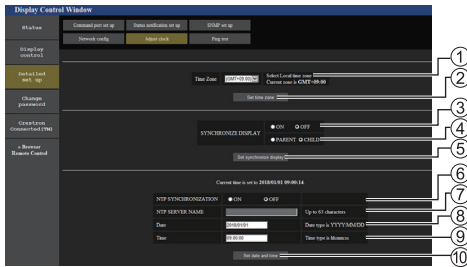 Display Control Window
Status
Display control
Detailed set up
Change password
Crestron Connected(TM)
» Browser Remote Control
Command port set up
Status notification set up
SNMP set up
Network config
Adjust clock
Ping test
Time Zone
(GMT+09:00)
Select Local time zone
Current zone is GMT+09:00
Set time zone
SYNCHRONIZE DISPLAY
ON OFF
PARENT CHILD
Set synchronize display
Current time is set to 2018/01/01 09:00:14
NTP SYNCHRONIZATION ON OFF
NTP SERVER NAME Up to 63 characters
Date 2018/01/01 Date type is YYYY/MM/DD
Time 09:00:00 Time type is hh:mm:ss
Set date and time
1
2
3
4
5
6
7
8
9
10